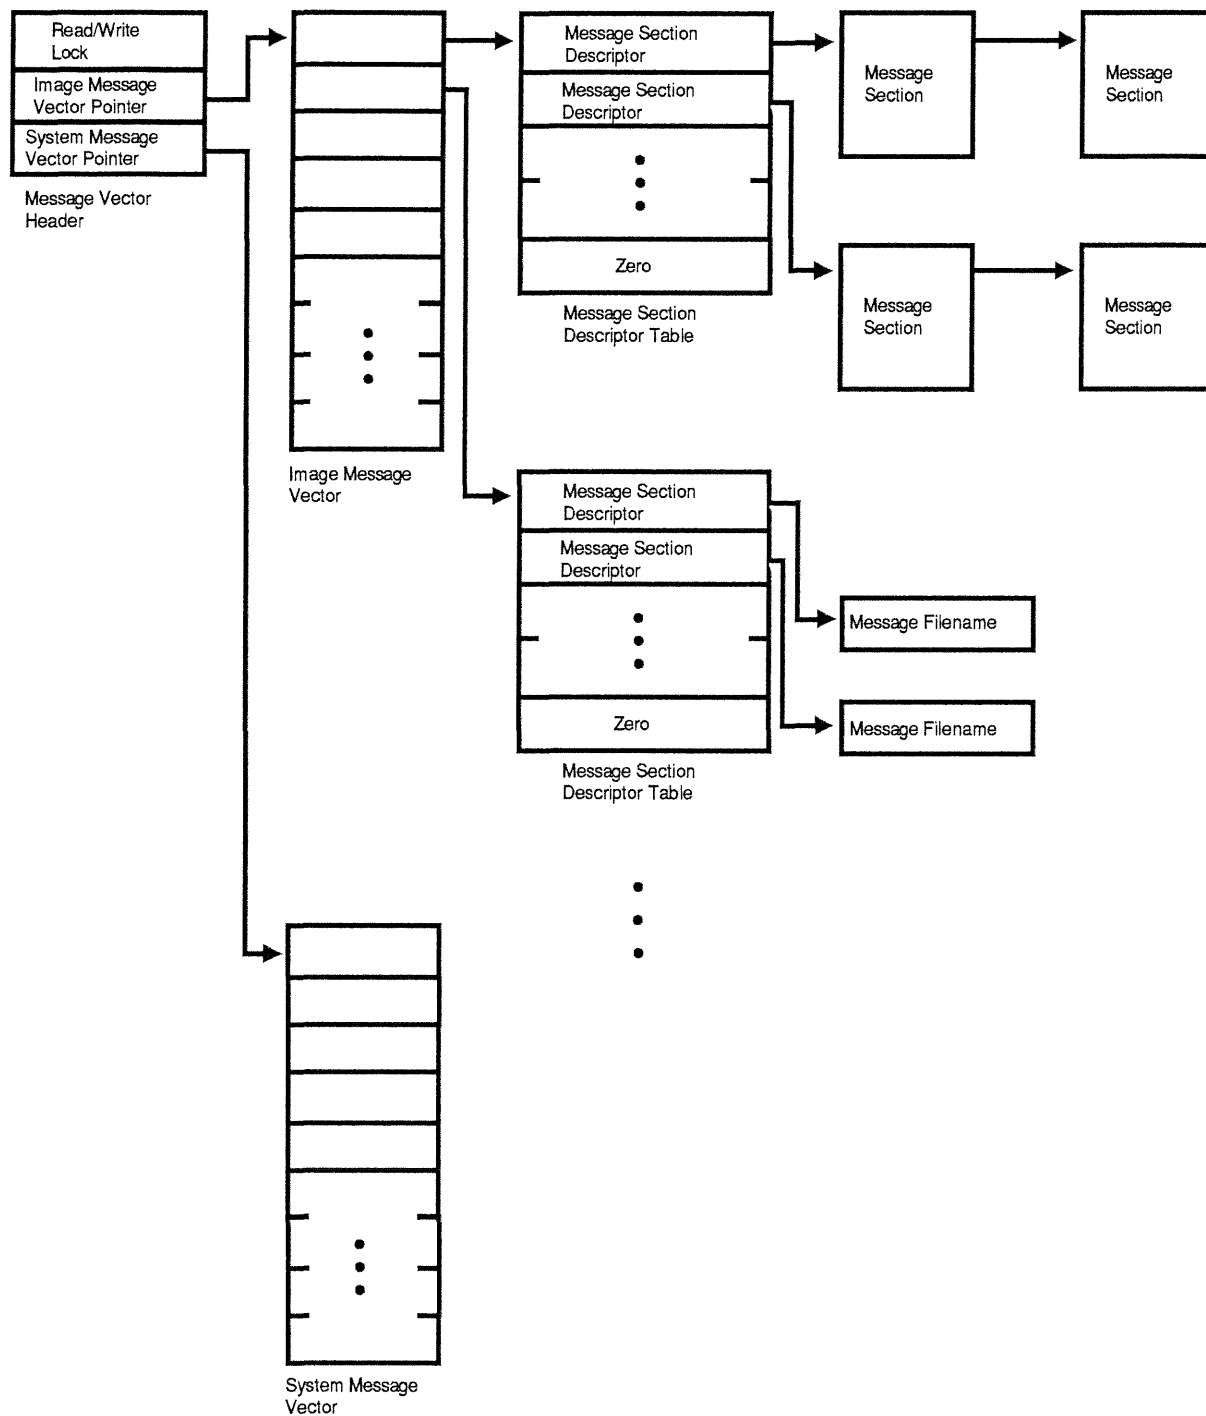 Read/Write
Lock
Image Message
Vector Pointer
System Message
Vector Pointer
Message Vector
Header
Image Message
Vector
Message Section
Descriptor
Message Section
Descriptor
Zero
Message Section
Descriptor Table
Message
Section
Message
Section
Message
Section
Message
Section
Message Section
Descriptor
Message Section
Descriptor
Zero
Message Section
Descriptor Table
Message Filename
Message Filename
System Message
Vector